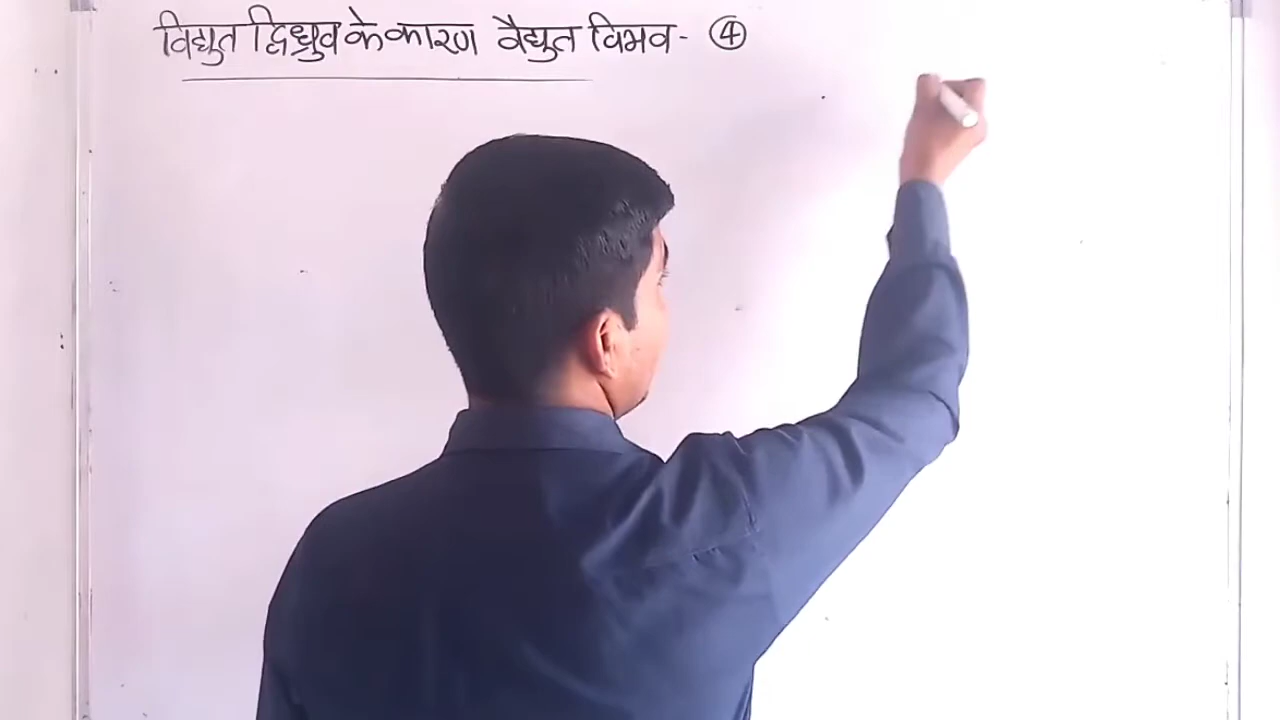 विद्युत द्विध्रुव के कारण वैद्युत विभव - ④